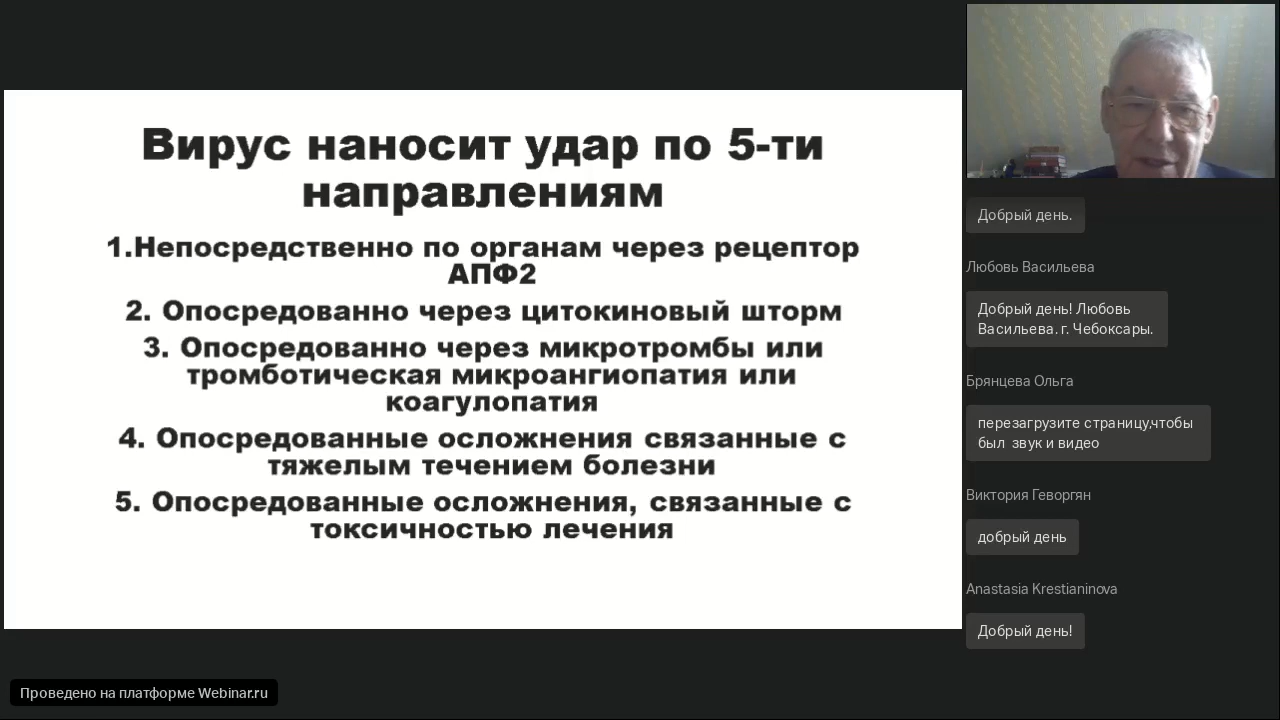 Вирус наносит удар по 5-ти
направлениям
1.Непосредственно по органам через рецептор
АПФ2
2. Опосредованно через цитокиновый шторм
3. Опосредованно через микротромбы или
тромботическая микроангиопатия или
коагулопатия
4. Опосредованные осложнения связанные с
тяжелым течением болезни
5. Опосредованные осложнения, связанные с
токсичностью лечения
Добрый день.
Любовь Васильева
Добрый день! Любовь
Васильева. г. Чебоксары.
Брянцева Ольга
перезагрузите страницу,чтобы
был звук и видео
Виктория Геворгян
добрый день
Anastasia Krestianinova
Добрый день!
Проведено на платформе Webinar.ru